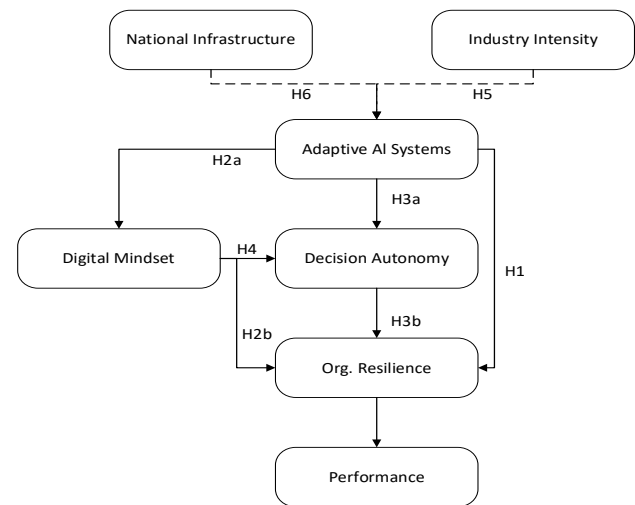 National Infrastructure
Industry Intensity
H6
H5
Adaptive AI Systems
H2a
H3a
Digital Mindset
H4
Decision Autonomy
H1
H2b
H3b
Org. Resilience
Performance